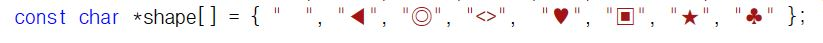 const char *shape[] = { "  ", "◀", "◎", "<>", "♥", "▣", "★", "♣" };